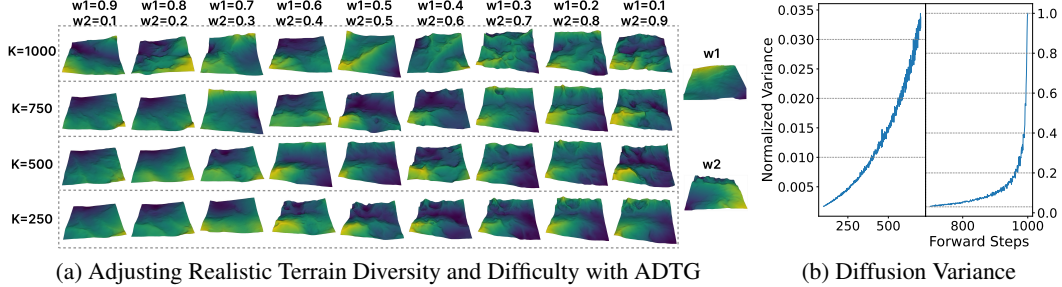 w1=0.9 w1=0.8 w1=0.7 w1=0.6 w1=0.5 w1=0.4 w1=0.3 w1=0.2 w1=0.1
w2=0.1 w2=0.2 w2=0.3 w2=0.4 w2=0.5 w2=0.6 w2=0.7 w2=0.8 w2=0.9
K=1000
K=750
K=500
K=250
w1
w2
(a) Adjusting Realistic Terrain Diversity and Difficulty with ADTG
Normalized Variance
0.035
0.030
0.025
0.020
0.015
0.010
0.005
1.0
0.8
0.6
0.4
0.2
0.0
250 500 800 1000
Forward Steps
(b) Diffusion Variance